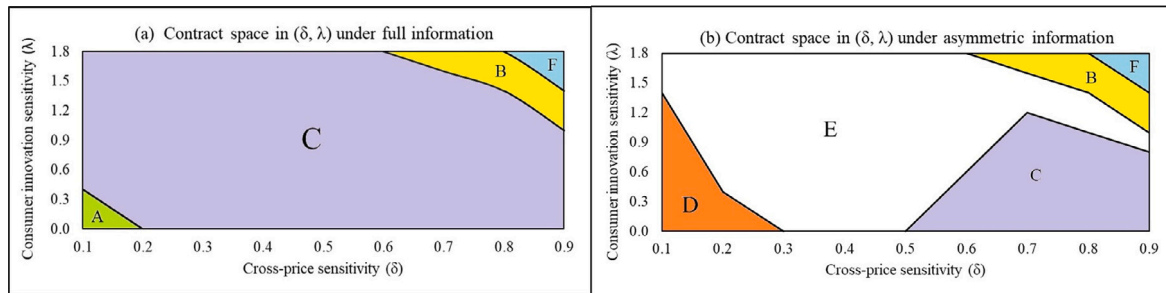 (a) Contract space in (δ, λ) under full information
Consumer innovation sensitivity (λ)
1.8
1.5
1.2
0.9
0.6
0.3
0.0
A
B
C
F
0.1 0.2 0.3 0.4 0.5 0.6 0.7 0.8 0.9
Cross-price sensitivity (δ)
(b) Contract space in (δ, λ) under asymmetric information
Consumer innovation sensitivity (λ)
1.8
1.5
1.2
0.9
0.6
0.3
0.0
D
E
B
F
C
0.1 0.2 0.3 0.4 0.5 0.6 0.7 0.8 0.9
Cross-price sensitivity (δ)